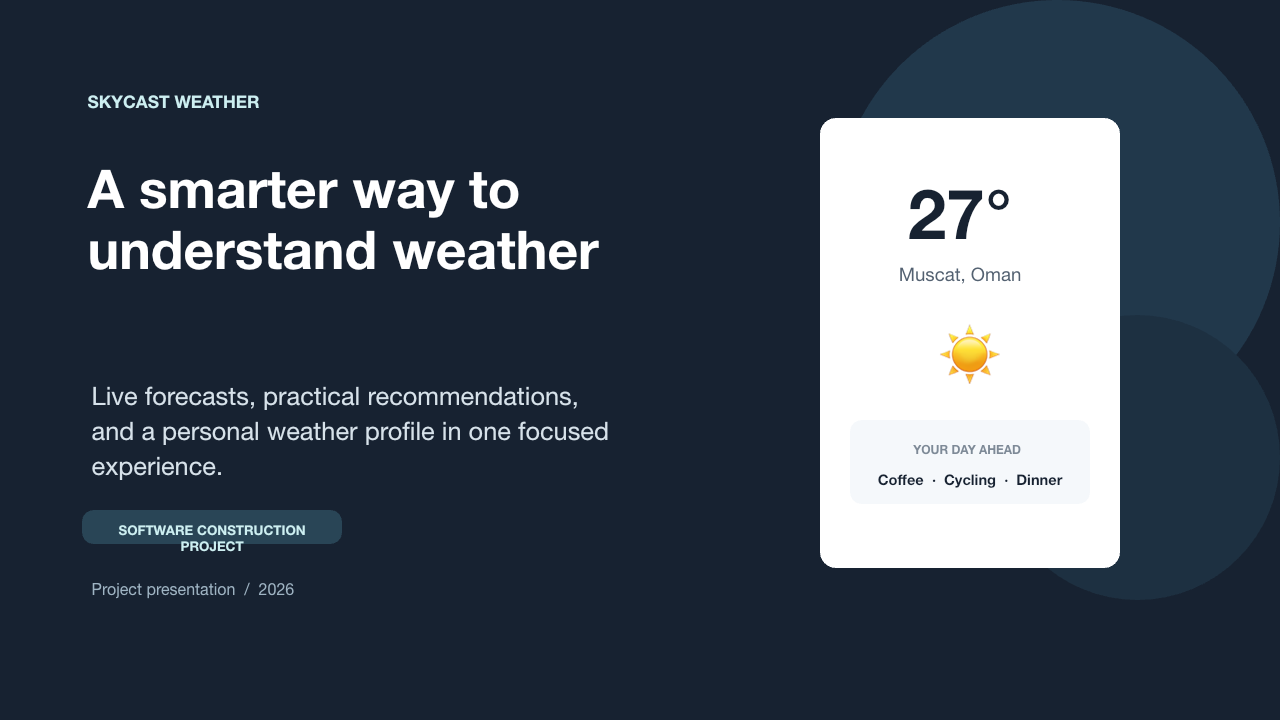 SKYCAST WEATHER
A smarter way to
understand weather
Live forecasts, practical recommendations,
and a personal weather profile in one focused
experience.
SOFTWARE CONSTRUCTION
PROJECT
Project presentation / 2026
27°
Muscat, Oman
YOUR DAY AHEAD
Coffee · Cycling · Dinner